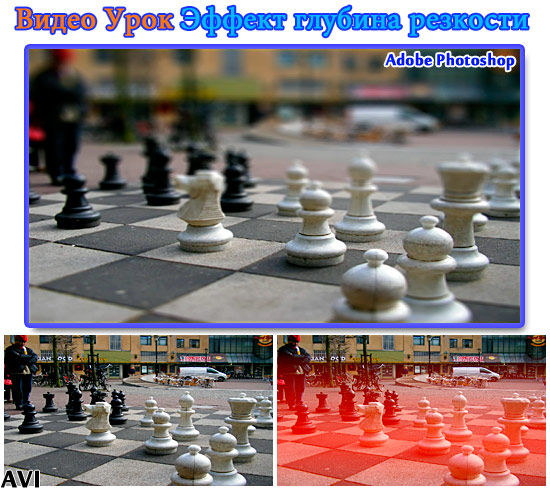 Видео Урок Эффект глубина резкости
Adobe Photoshop
AVI